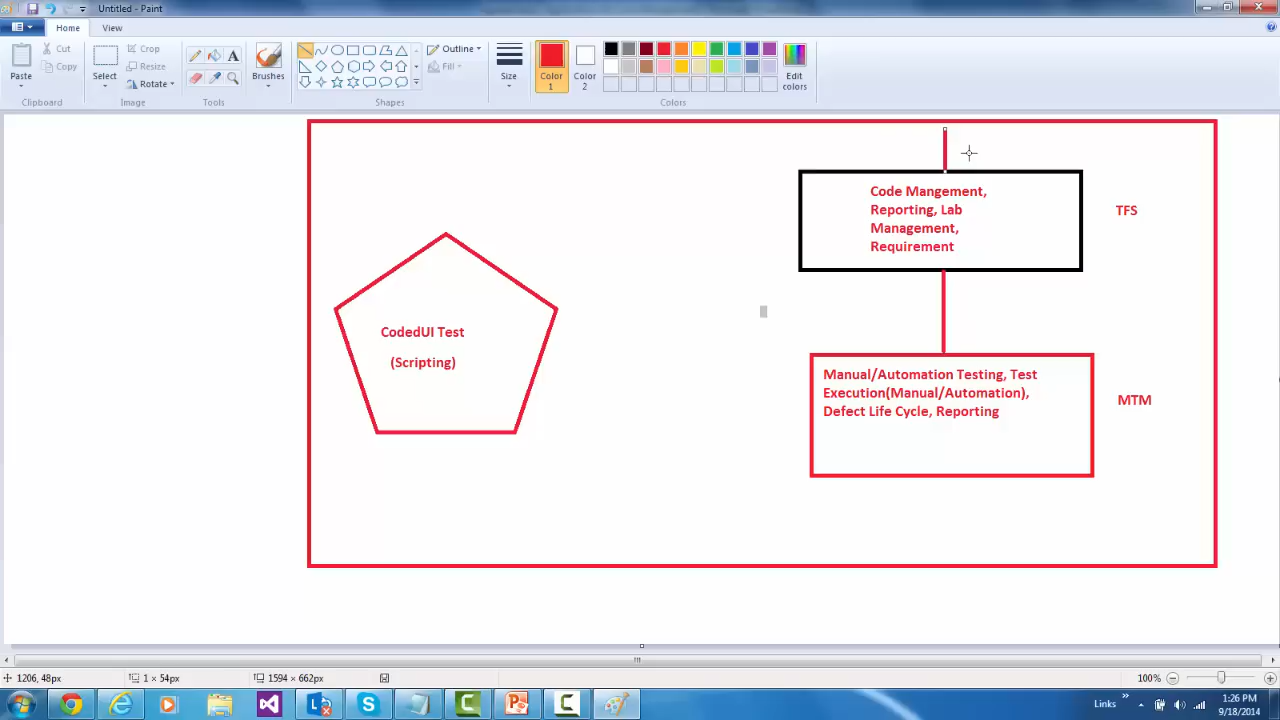 Untitled - Paint
Home View
Paste
Cut
Copy
Clipboard
Select
Crop
Resize
Rotate
Image
Tools
Brushes
Shapes
Outline
Fill
Size
Color 1
Color 2
Edit colors
Colors
Code Mangement,
Reporting, Lab
Management,
Requirement
TFS
CodedUI Test
(Scripting)
Manual/Automation Testing, Test
Execution(Manual/Automation),
Defect Life Cycle, Reporting
MTM
1206, 48px 1 × 54px 1594 × 662px 100%
Links
1:26 PM
9/18/2014